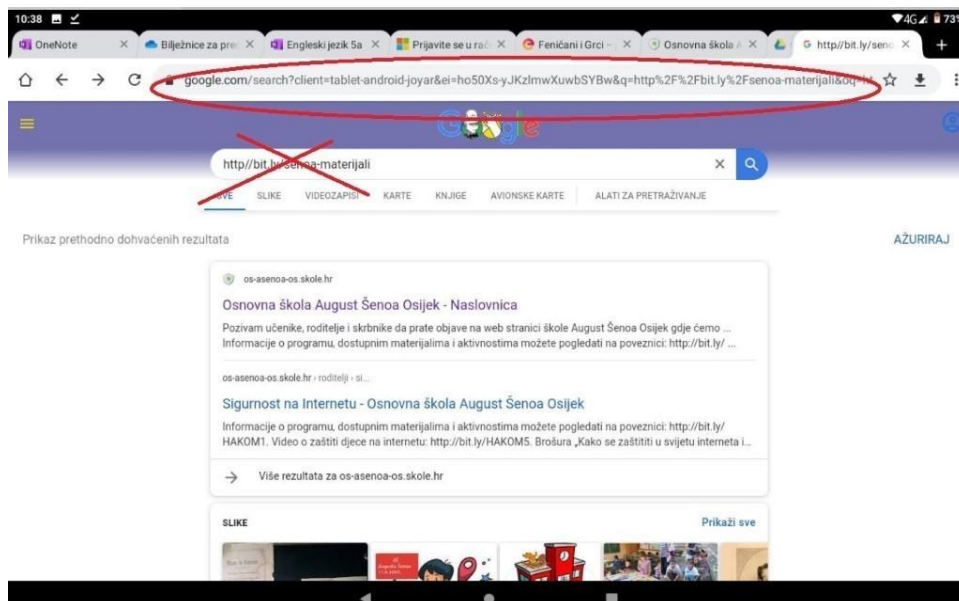 10:38
4G 73%
OneNote
Bilježnice za pre
Engleski jezik 5a
Prijavite se u rač
Feničani i Grci –
Osnovna škola
http//bit.ly/seno
google.com/search?client=tablet-android-joyar&ei=ho50Xs-yJKzlmwXuwbSYBw&q=http%2F%2Fbit.ly%2Fsenoa-materijali&oq=ht
Google
http//bit.ly/senoa-materijali
SVE SLIKE VIDEOZAPISI KARTE KNJIGE AVIONSKE KARTE ALATI ZA PRETRAŽIVANJE
Prikaz prethodno dohvaćenih rezultata
AŽURIRAJ
os-asenoa-os.skole.hr
Osnovna škola August Šenoa Osijek - Naslovnica
Pozivam učenike, roditelje i skrbnike da prate objave na web stranici škole August Šenoa Osijek gdje ćemo ...
Informacije o programu, dostupnim materijalima i aktivnostima možete pogledati na poveznici: http://bit.ly/ ...
os-asenoa-os.skole.hr › roditelji › si...
Sigurnost na Internetu - Osnovna škola August Šenoa Osijek
Informacije o programu, dostupnim materijalima i aktivnostima možete pogledati na poveznici: http://bit.ly/
HAKOM1. Video o zaštiti djece na internetu: http://bit.ly/HAKOM5. Brošura „Kako se zaštititi u svijetu interneta i...
Više rezultata za os-asenoa-os.skole.hr
SLIKE
Prikaži sve